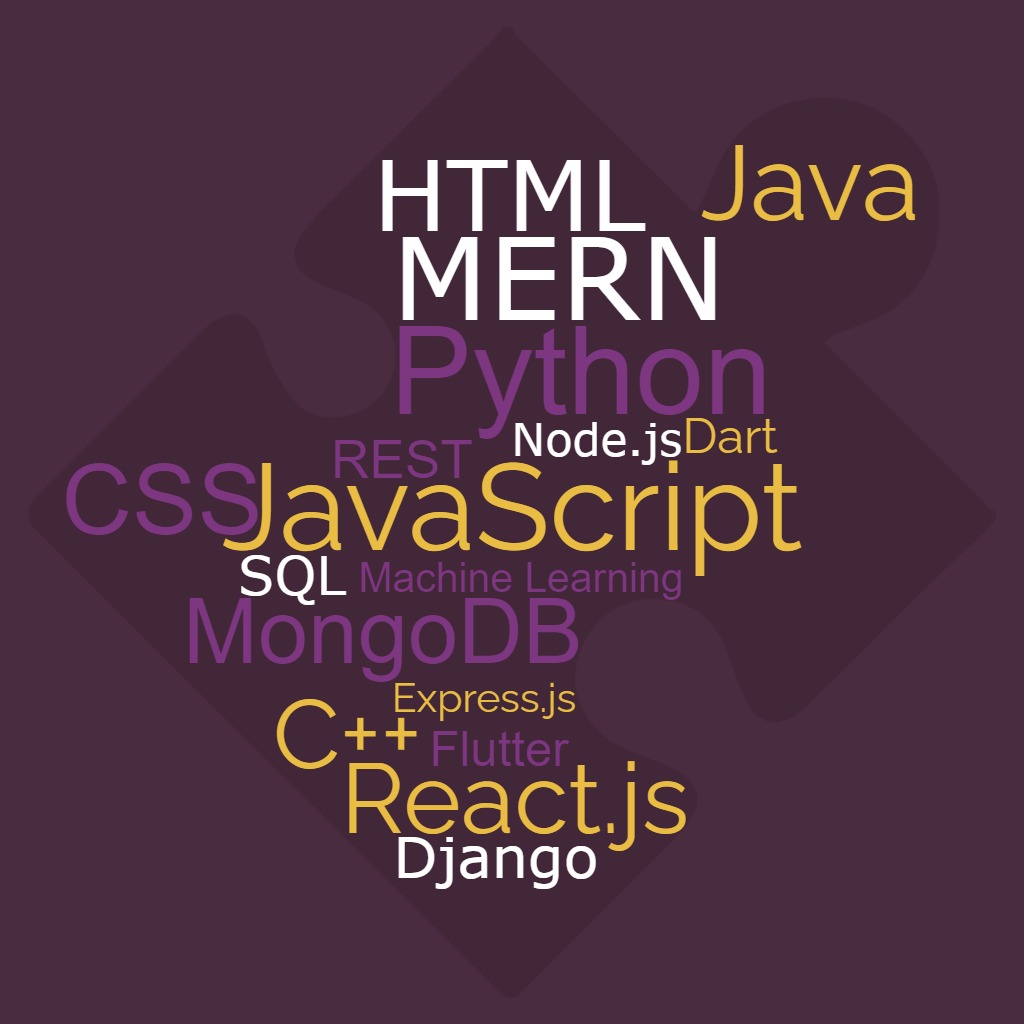 HTML
Java
MERN
Python
Node.js
Dart
REST
CSS
JavaScript
SQL
Machine Learning
MongoDB
Express.js
C++
Flutter
React.js
Django